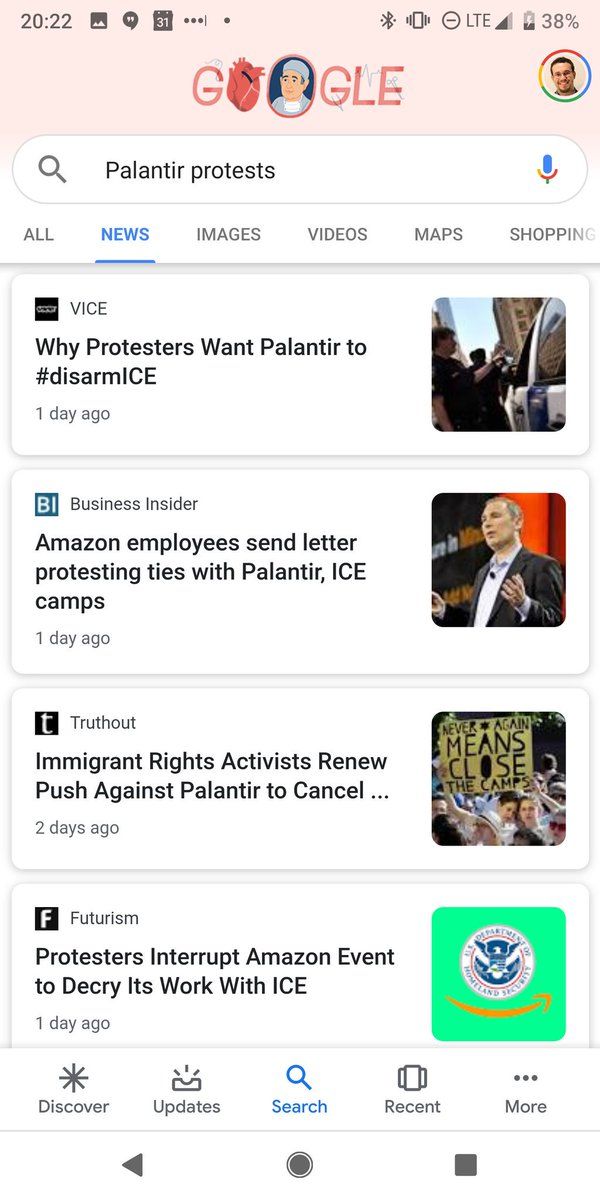 20:22
31
LTE
38%
GOOGLE
Palantir protests
ALL NEWS IMAGES VIDEOS MAPS SHOPPING
VICE
Why Protesters Want Palantir to
#disarmICE
1 day ago
BI Business Insider
Amazon employees send letter
protesting ties with Palantir, ICE
camps
1 day ago
t Truthout
Immigrant Rights Activists Renew
Push Against Palantir to Cancel ...
2 days ago
NEVER AGAIN
MEANS
CLOSE
THE CAMPS
F Futurism
Protesters Interrupt Amazon Event
to Decry Its Work With ICE
1 day ago
U.S. DEPARTMENT OF
HOMELAND SECURITY
Discover Updates Search Recent More